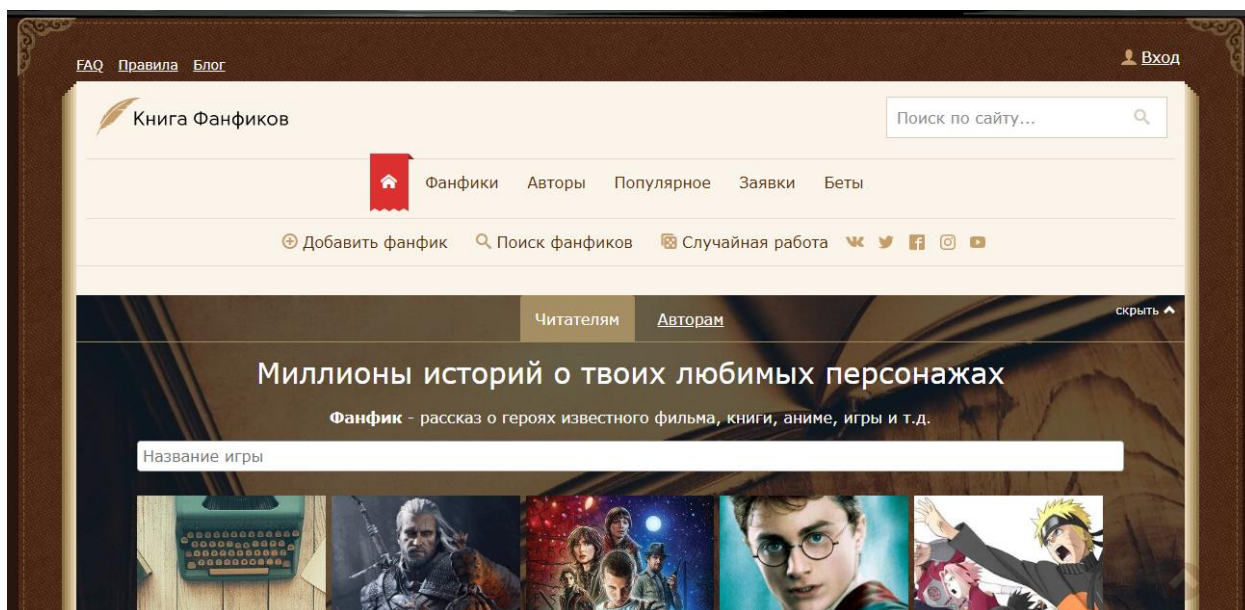 FAQ Правила Блог
Вход
Книга Фанфиков
Поиск по сайту...
Фанфики Авторы Популярное Заявки Беты
Добавить фанфик Поиск фанфиков Случайная работа
Читателям Авторам
скрыть
Миллионы историй о твоих любимых персонажах
Фанфик - рассказ о героях известного фильма, книги, аниме, игры и т.д.
Название игры